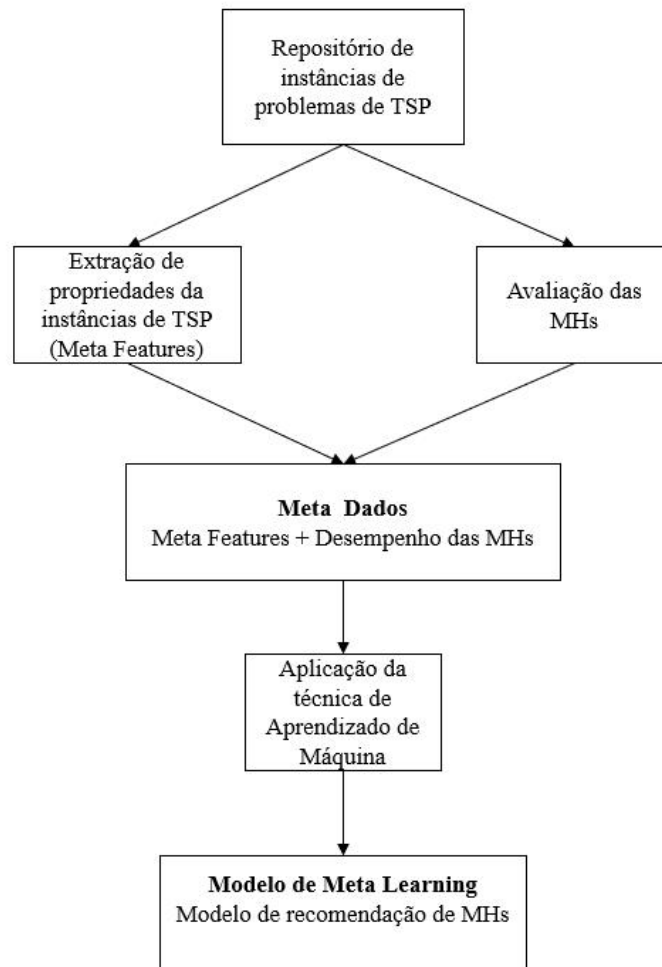 Repositório de
instâncias de
problemas de TSP
Extração de
propriedades da
instâncias de TSP
(Meta Features)
Avaliação das
MHs
Meta Dados
Meta Features + Desempenho das MHs
Aplicação da
técnica de
Aprendizado de
Máquina
Modelo de Meta Learning
Modelo de recomendação de MHs